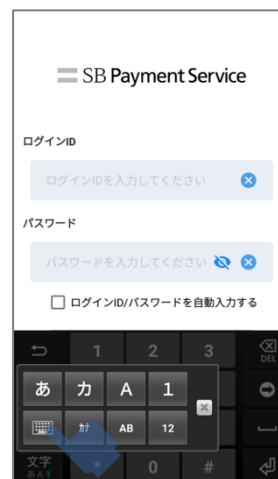 SB Payment Service
ログインID
ログインIDを入力してください
パスワード
パスワードを入力してください
ログインID/パスワードを自動入力する
1 2 3 DEL
あ カ A 1
ｶﾅ AB 12
文字 * 0 #
あA1